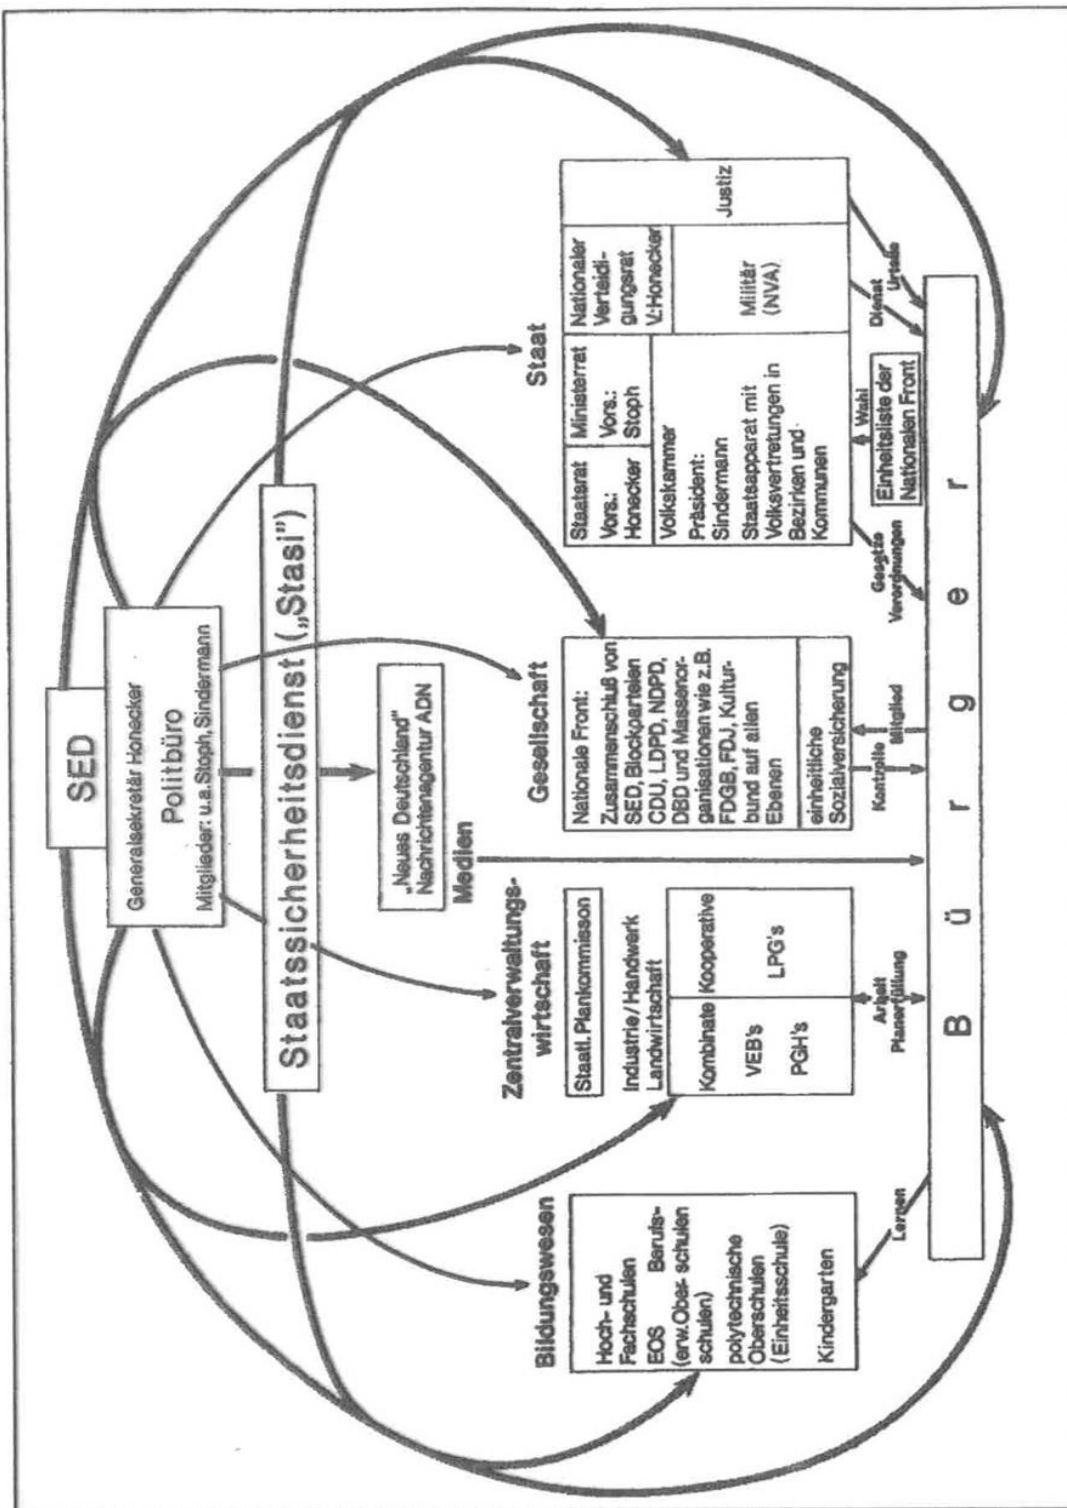 SED
Generalsekretär Honecker
Politbüro
Mitglieder: u.a. Stoph, Sindermann
Staatssicherheitsdienst („Stasi”)
„Neues Deutschland”
Nachrichtenagentur ADN
Medien
Bildungswesen
Hoch- und
Fachschulen
EOS Berufs-
(erw. Ober- schulen
schulen)
polytechnische
Oberschulen
(Einheitsschule)
Kindergarten
Lernen
Zentralverwaltungs-
wirtschaft
Staatl. Plankommisson
Industrie/Handwerk
Landwirtschaft
Kombinate
VEB's
PGH's
Kooperative
LPG's
Arbeit
Planerfüllung
Gesellschaft
Nationale Front:
Zusammenschluß von
SED, Blockparteien
CDU, LDPD, NDPD,
DBD und Massenor-
ganisationen wie z.B.
FDGB, FDJ, Kultur-
bund auf allen
Ebenen
einheitliche
Sozialversicherung
Kontrolle
Mitglied
Staat
Staatsrat
Vors.:
Honecker
Ministerrat
Vors.:
Stoph
Nationaler
Verteidi-
gungsrat
V.: Honecker
Volkskammer
Präsident:
Sindermann
Staatsapparat mit
Volksvertretungen in
Bezirken und
Kommunen
Militär
(NVA)
Justiz
Gesetze
Verordnungen
Wahl
Einheitsliste der
Nationalen Front
Dienst
Urteile
Bürger